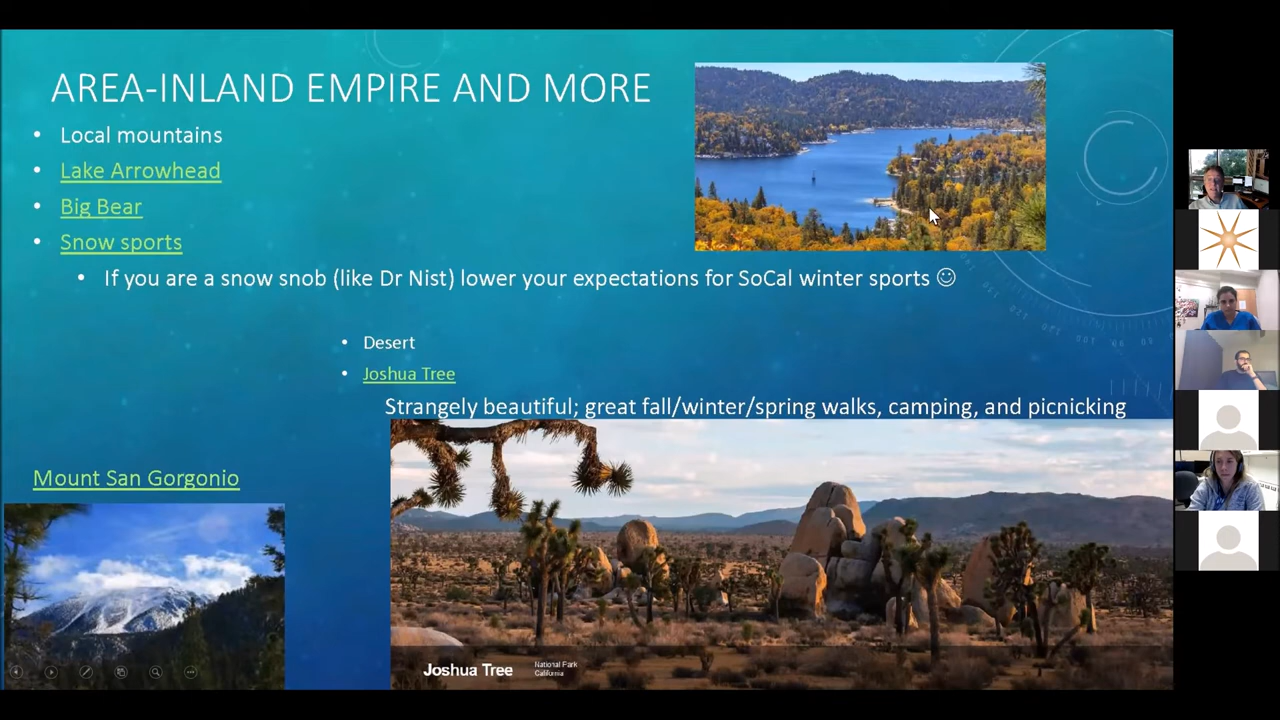 AREA-INLAND EMPIRE AND MORE
• Local mountains
• Lake Arrowhead
• Big Bear
• Snow sports
• If you are a snow snob (like Dr Nist) lower your expectations for SoCal winter sports ☺
• Desert
• Joshua Tree
Strangely beautiful; great fall/winter/spring walks, camping, and picnicking
Mount San Gorgonio
Joshua Tree
National Park
California